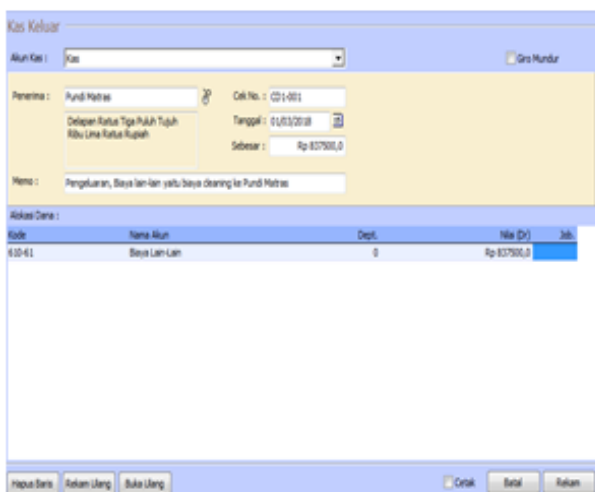 Kas Keluar
Akun Kas : Kas Giro Mundur
Penerima : Pundi Matras Cek No. : CD1-001
Delapan Ratus Tiga Puluh Tujuh Tanggal : 01/03/2018
Ribu Lima Ratus Rupiah
Sebesar : Rp 837500,0
Memo : Pengeluaran, Biaya lain-lain yaitu biaya cleaning ke Pundi Matras
Alokasi Dana :
Kode Nama Akun Dept. Nilai (Dr) Job.
610-61 Biaya Lain-Lain 0 Rp 837500,0
Hapus Baris Rekam Ulang Buka Ulang Cetak Batal Rekam